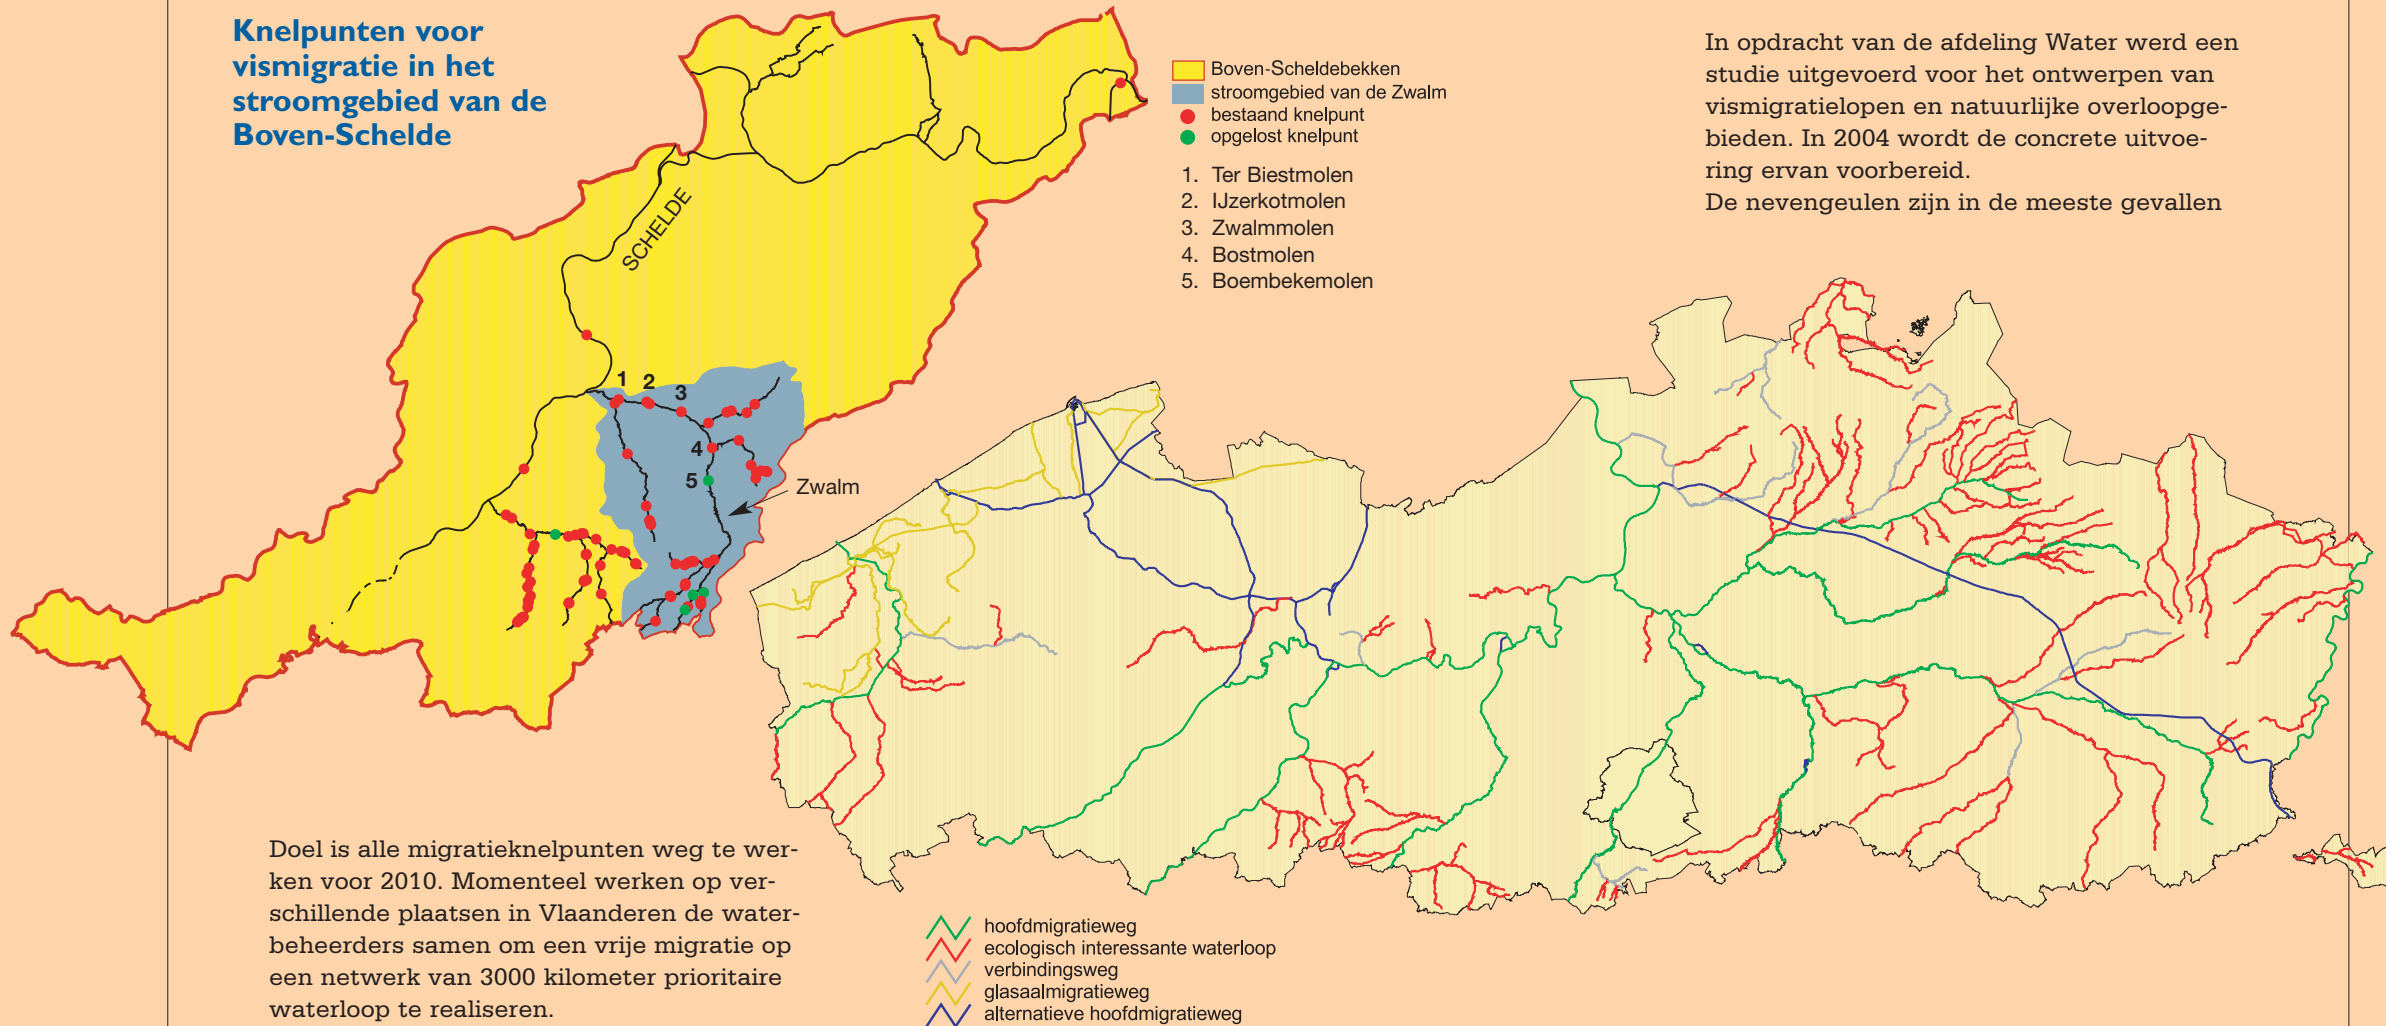 Knelpunten voor
vismigratie in het
stroomgebied van de
Boven-Schelde
Boven-Scheldebekken
stroomgebied van de Zwalm
bestaand knelpunt
opgelost knelpunt
1. Ter Biestmolen
2. IJzerkotmolen
3. Zwalmmolen
4. Bostmolen
5. Boembekemolen
In opdracht van de afdeling Water werd een
studie uitgevoerd voor het ontwerpen van
vismigratielopen en natuurlijke overloopge-
bieden. In 2004 wordt de concrete uitvoe-
ring ervan voorbereid.
De nevengeulen zijn in de meeste gevallen
SCHELDE
1
2
3
4
5
Zwalm
Doel is alle migratieknelpunten weg te wer-
ken voor 2010. Momenteel werken op ver-
schillende plaatsen in Vlaanderen de water-
beheerders samen om een vrije migratie op
een netwerk van 3000 kilometer prioritaire
waterloop te realiseren.
hoofdmigratieweg
ecologisch interessante waterloop
verbindingsweg
glasaalmigratieweg
alternatieve hoofdmigratieweg